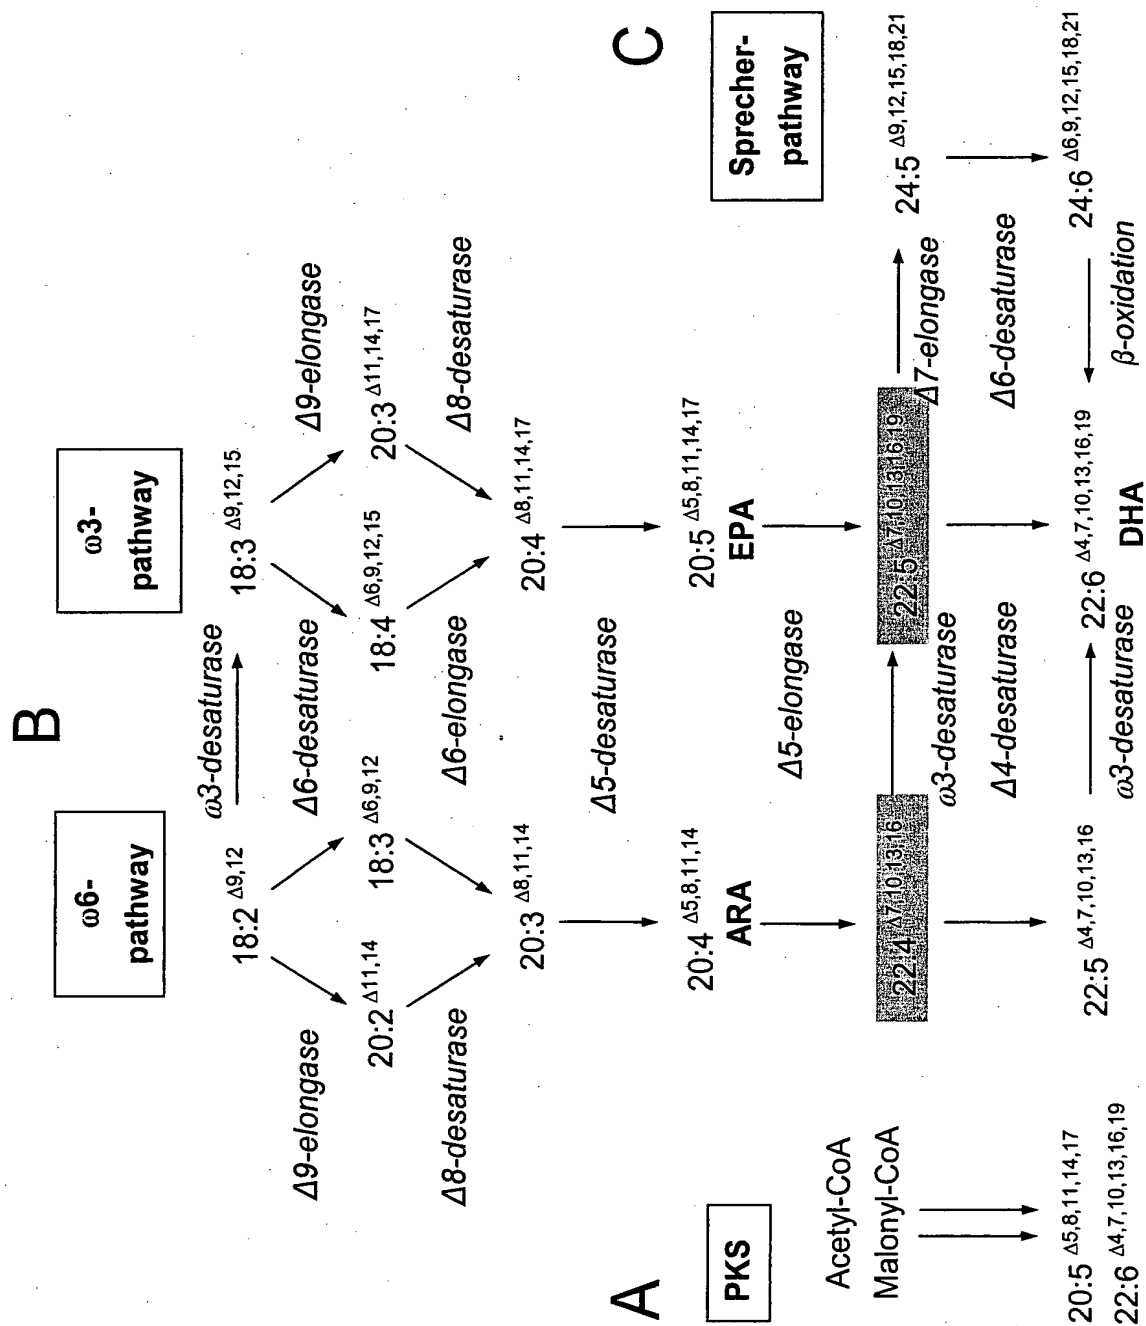 A
PKS
Acetyl-CoA
Malonyl-CoA
20:5 Δ5,8,11,14,17
22:6 Δ4,7,10,13,16,19
B
ω6-
pathway
ω3-
pathway
18:2 Δ9,12
ω3-desaturase
18:3 Δ9,12,15
Δ9-elongase
Δ6-desaturase
Δ9-elongase
20:2 Δ11,14
18:3 Δ6,9,12
18:4 Δ6,9,12,15
20:3 Δ11,14,17
Δ8-desaturase
Δ6-elongase
Δ8-desaturase
20:3 Δ8,11,14
20:4 Δ8,11,14,17
Δ5-desaturase
20:4 Δ5,8,11,14
ARA
20:5 Δ5,8,11,14,17
EPA
Δ5-elongase
22:4 Δ7,10,13,16
22:5 Δ7,10,13,16,19
ω3-desaturase
Δ4-desaturase
22:5 Δ4,7,10,13,16
ω3-desaturase
22:6 Δ4,7,10,13,16,19
DHA
C
Sprecher-
pathway
Δ7-elongase
24:5 Δ9,12,15,18,21
Δ6-desaturase
24:6 Δ6,9,12,15,18,21
β-oxidation